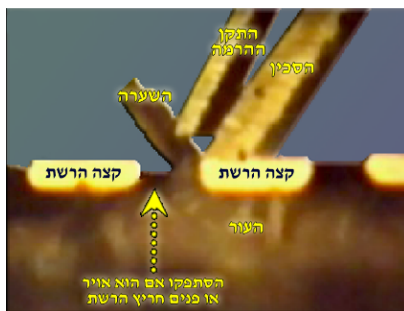 התקן
ההרמה
הסכין
השערה
קצה הרשת
קצה הרשת
העור
הסתפקו אם הוא אויר
או פנים חריץ הרשת